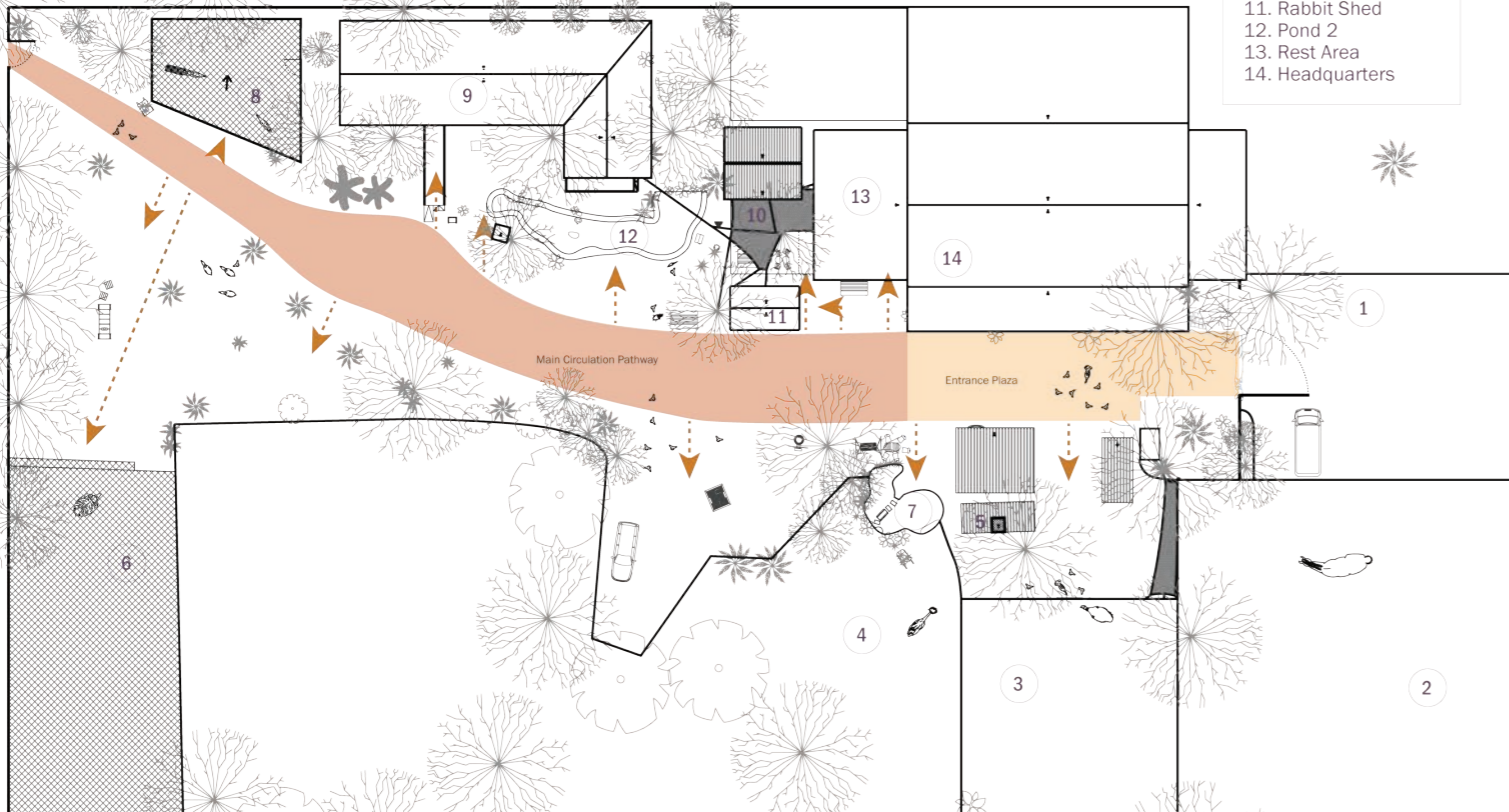 11. Rabbit Shed
12. Pond 2
13. Rest Area
14. Headquarters
8
9
10
13
12
14
11
1
Main Circulation Pathway
Entrance Plaza
7
5
6
4
3
2